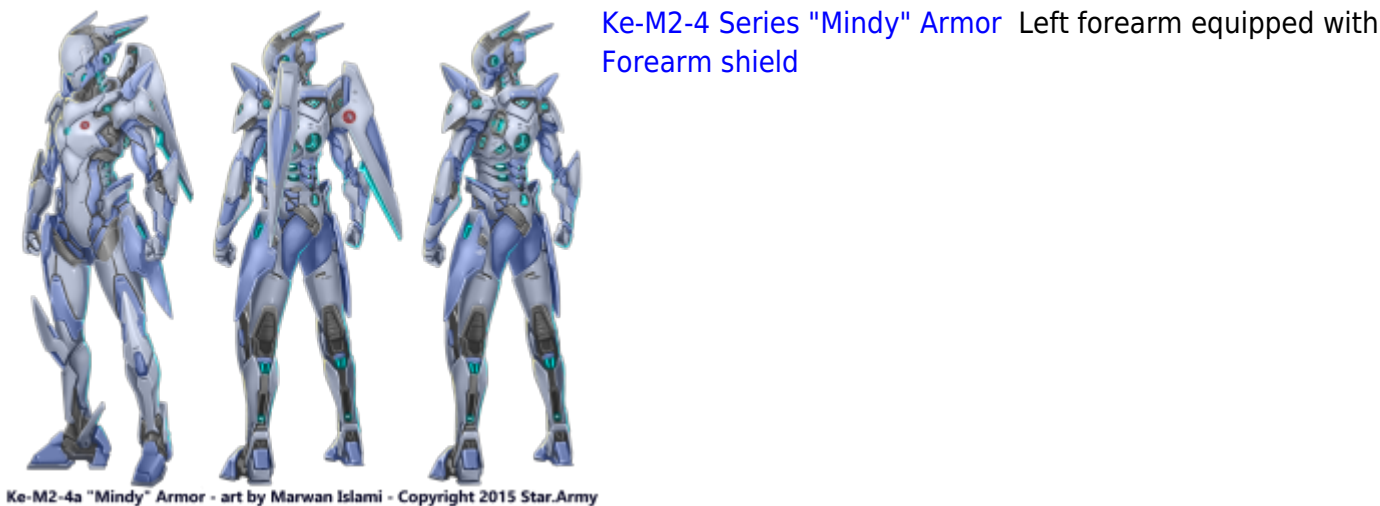 Ke-M2-4 Series "Mindy" Armor Left forearm equipped with
Forearm shield
Ke-M2-4a "Mindy" Armor - art by Marwan Islami - Copyright 2015 Star.Army